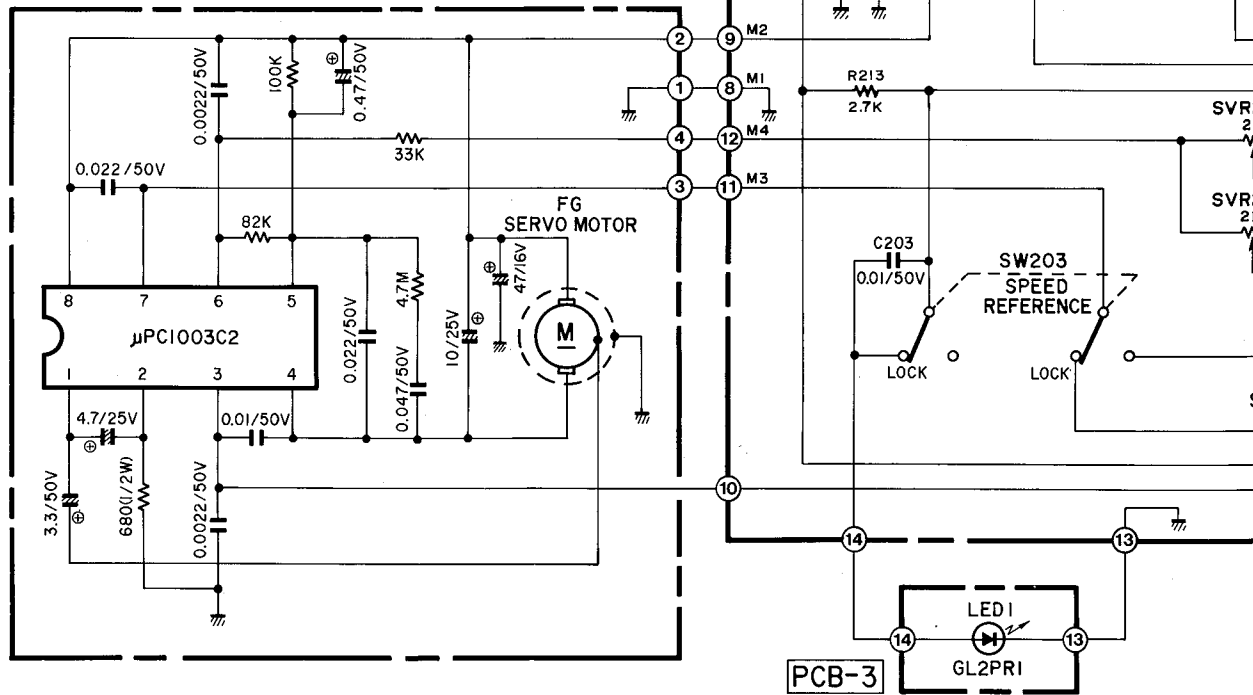 2
9
M2
0.0022/50V
100K
0.47/50V
1
8
M1
R213
2.7K
4
12
M4
33K
SVR
2
0.022/50V
3
11
M3
FG
SERVO MOTOR
82K
SVR
2
C203
0.01/50V
SW203
SPEED
REFERENCE
47/16V
4.7M
8
7
6
5
μPC1003C2
0.022/50V
10/25V
M
LOCK
LOCK
1
2
3
4
0.047/50V
4.7/25V
0.01/50V
3.3/50V
680(1/2W)
0.0022/50V
10
14
13
LED1
14
13
GL2PR1
PCB-3